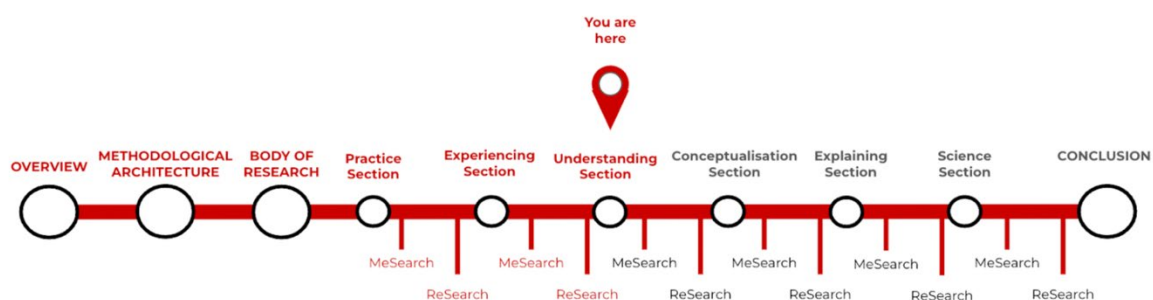 You are
here
OVERVIEW
METHODOLOGICAL
ARCHITECTURE
BODY OF
RESEARCH
Practice
Section
Experiencing
Section
Understanding
Section
Conceptualisation
Section
Explaining
Section
Science
Section
CONCLUSION
MeSearch
ReSearch
MeSearch
ReSearch
MeSearch
ReSearch
MeSearch
ReSearch
MeSearch
ReSearch
MeSearch
ReSearch